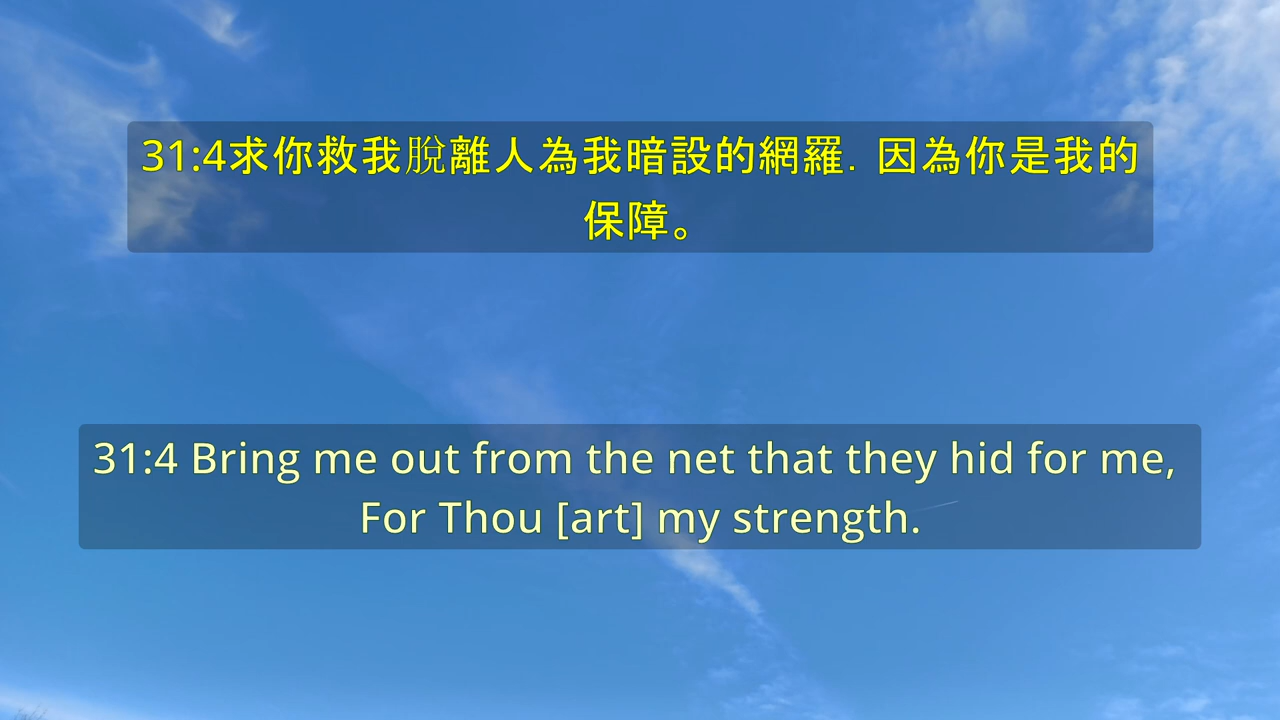 31:4求你救我脫離人為我暗設的網羅．因為你是我的
保障。
31:4 Bring me out from the net that they hid for me,
For Thou [art] my strength.